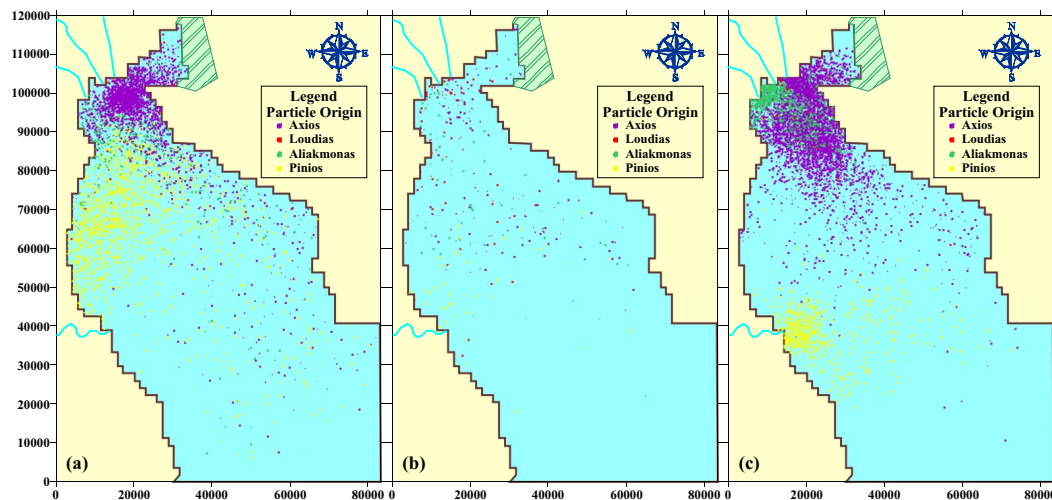 120000
110000
100000
90000
80000
70000
60000
50000
40000
30000
20000
10000
0
N
W E
S
Legend
Particle Origin
Axios
Loudias
Aliakmonas
Pinios
(a)
0 20000 40000 60000 80000
N
W E
S
Legend
Particle Origin
Axios
Loudias
Aliakmonas
Pinios
(b)
0 20000 40000 60000 80000
N
W E
S
Legend
Particle Origin
Axios
Loudias
Aliakmonas
Pinios
(c)
0 20000 40000 60000 80000